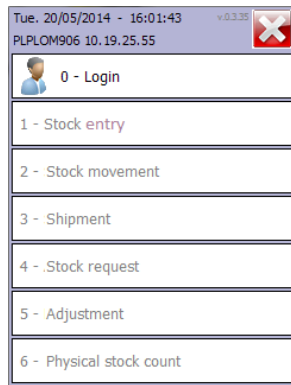 Tue. 20/05/2014 - 16:01:43 v.0.3.35
PLPLOM906 10.19.25.55
0 - Login
1 - Stock entry
2 - Stock movement
3 - Shipment
4 - .Stock request
5 - Adjustment
6 - Physical stock count